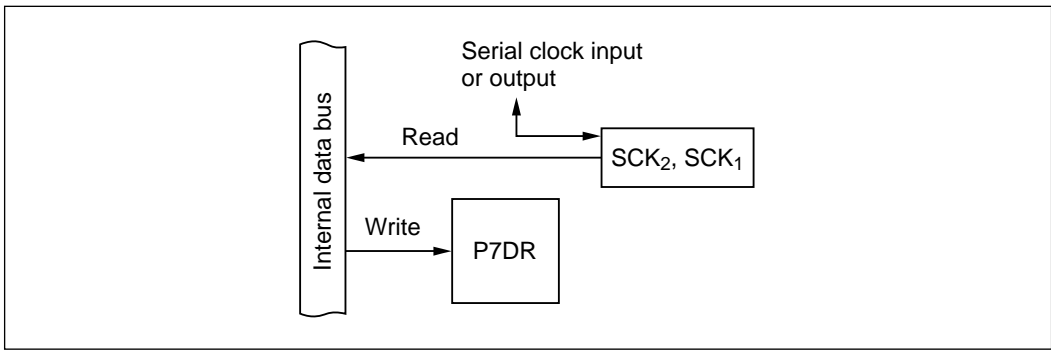 Serial clock input
or output
Internal data bus
Read
SCK₂, SCK₁
Write
P7DR